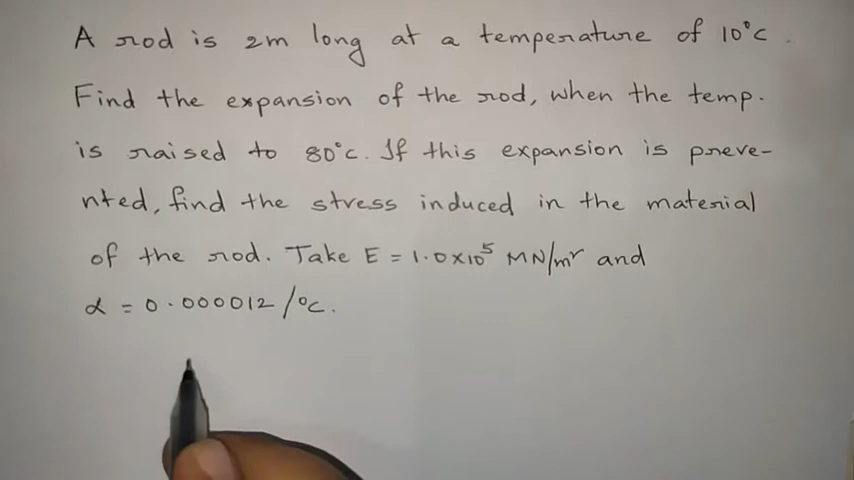 A rod is 2m long at a temperature of 10°c.
Find the expansion of the rod, when the temp.
is raised to 80°c. If this expansion is preve-
nted, find the stress induced in the material
of the rod. Take E = 1.0×10⁵ MN/m² and
α = 0.000012 /°c.